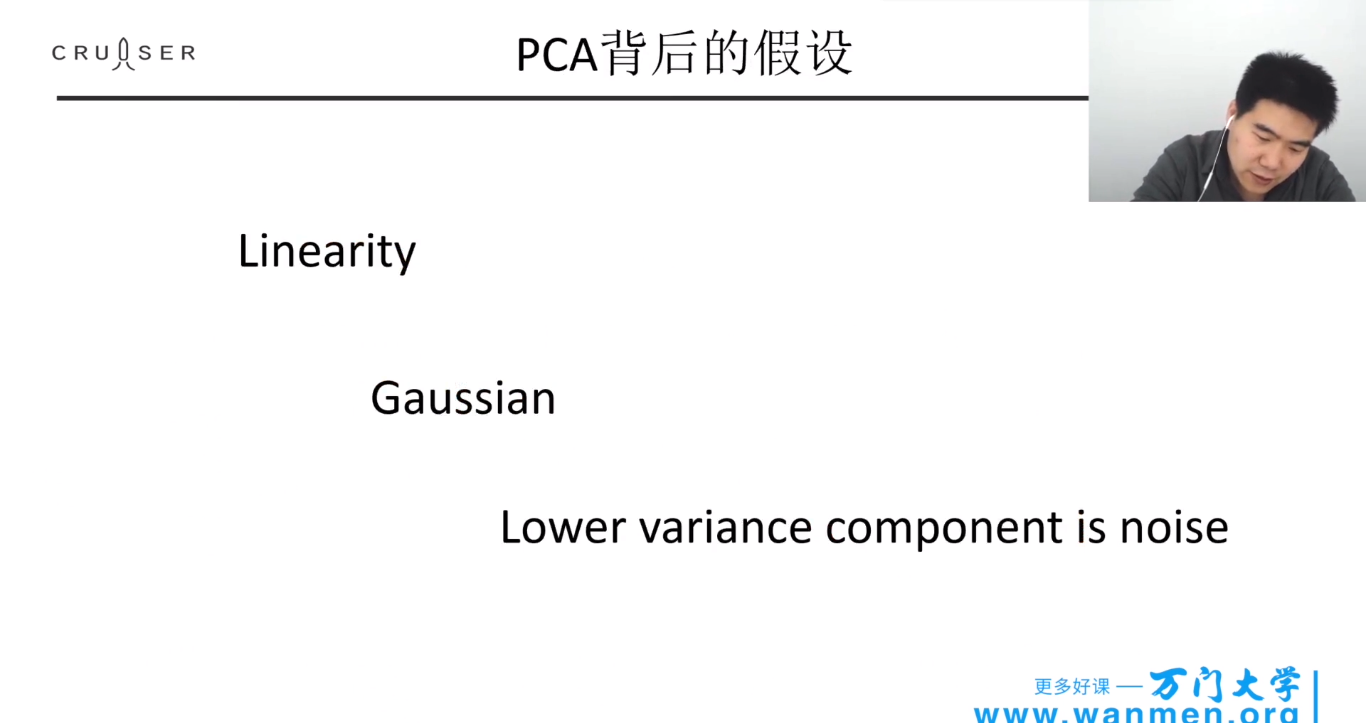 CRUISER
PCA背后的假设
Linearity
Gaussian
Lower variance component is noise
更多好课 — 万门大学
www.wanmen.org